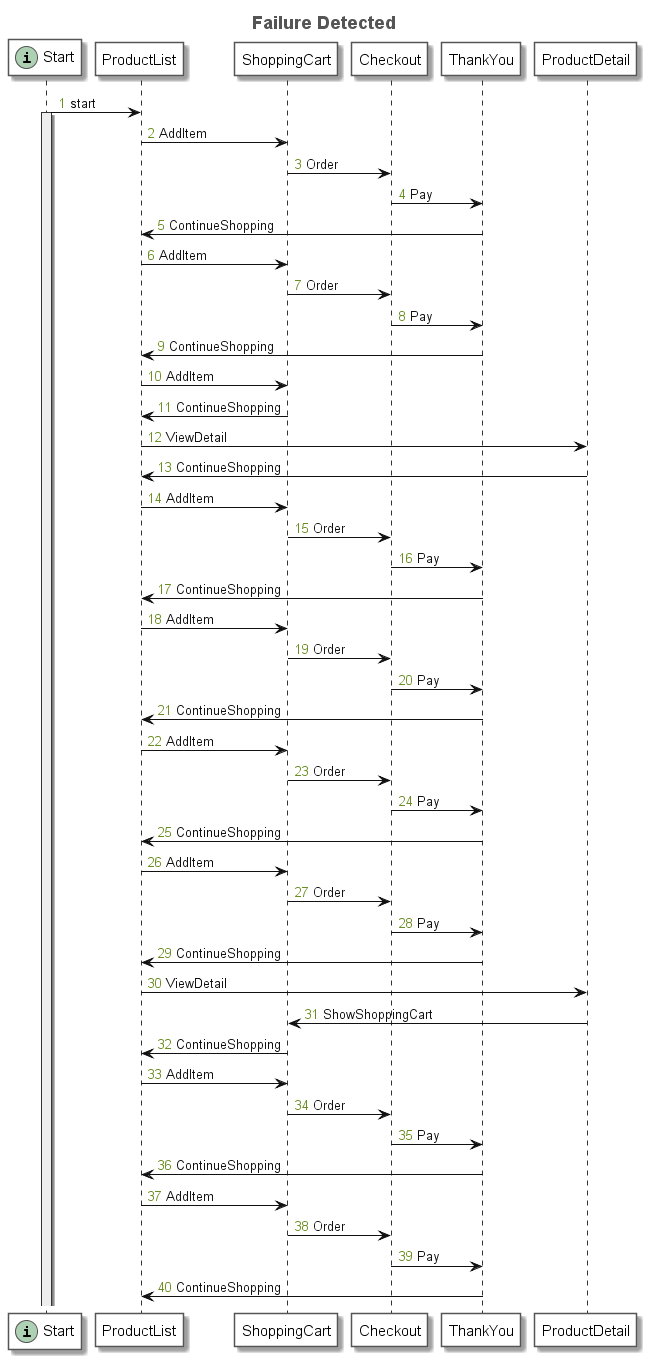 Failure Detected
i Start ProductList ShoppingCart Checkout ThankYou ProductDetail
1 start
2 AddItem
3 Order
4 Pay
5 ContinueShopping
6 AddItem
7 Order
8 Pay
9 ContinueShopping
10 AddItem
11 ContinueShopping
12 ViewDetail
13 ContinueShopping
14 AddItem
15 Order
16 Pay
17 ContinueShopping
18 AddItem
19 Order
20 Pay
21 ContinueShopping
22 AddItem
23 Order
24 Pay
25 ContinueShopping
26 AddItem
27 Order
28 Pay
29 ContinueShopping
30 ViewDetail
31 ShowShoppingCart
32 ContinueShopping
33 AddItem
34 Order
35 Pay
36 ContinueShopping
37 AddItem
38 Order
39 Pay
40 ContinueShopping
i Start ProductList ShoppingCart Checkout ThankYou ProductDetail